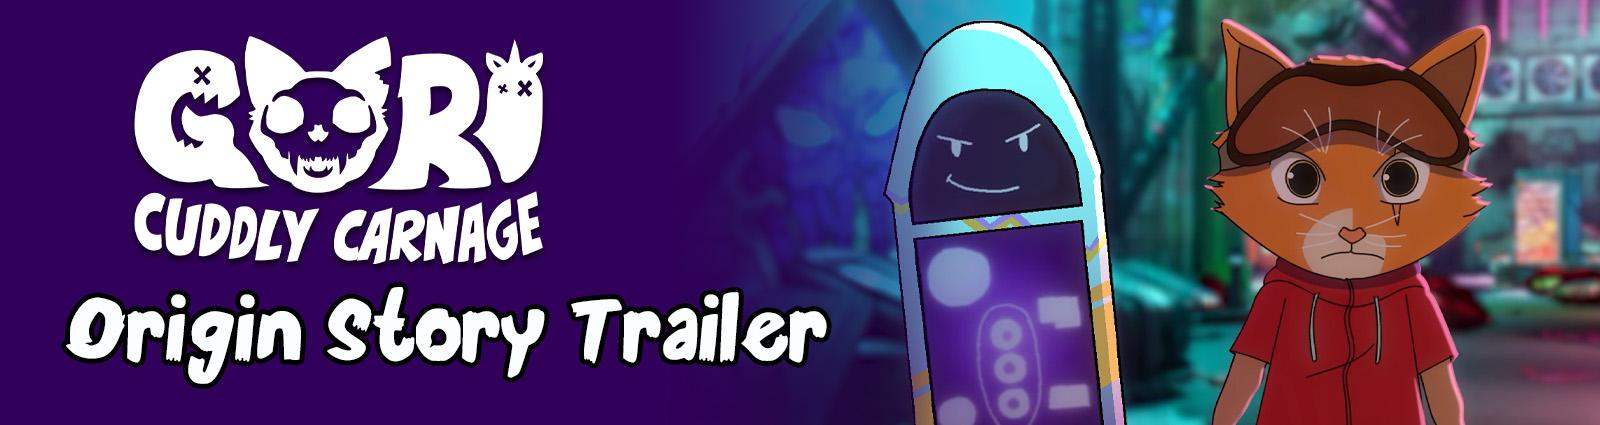 GORI
CUDDLY CARNAGE
Origin Story Trailer